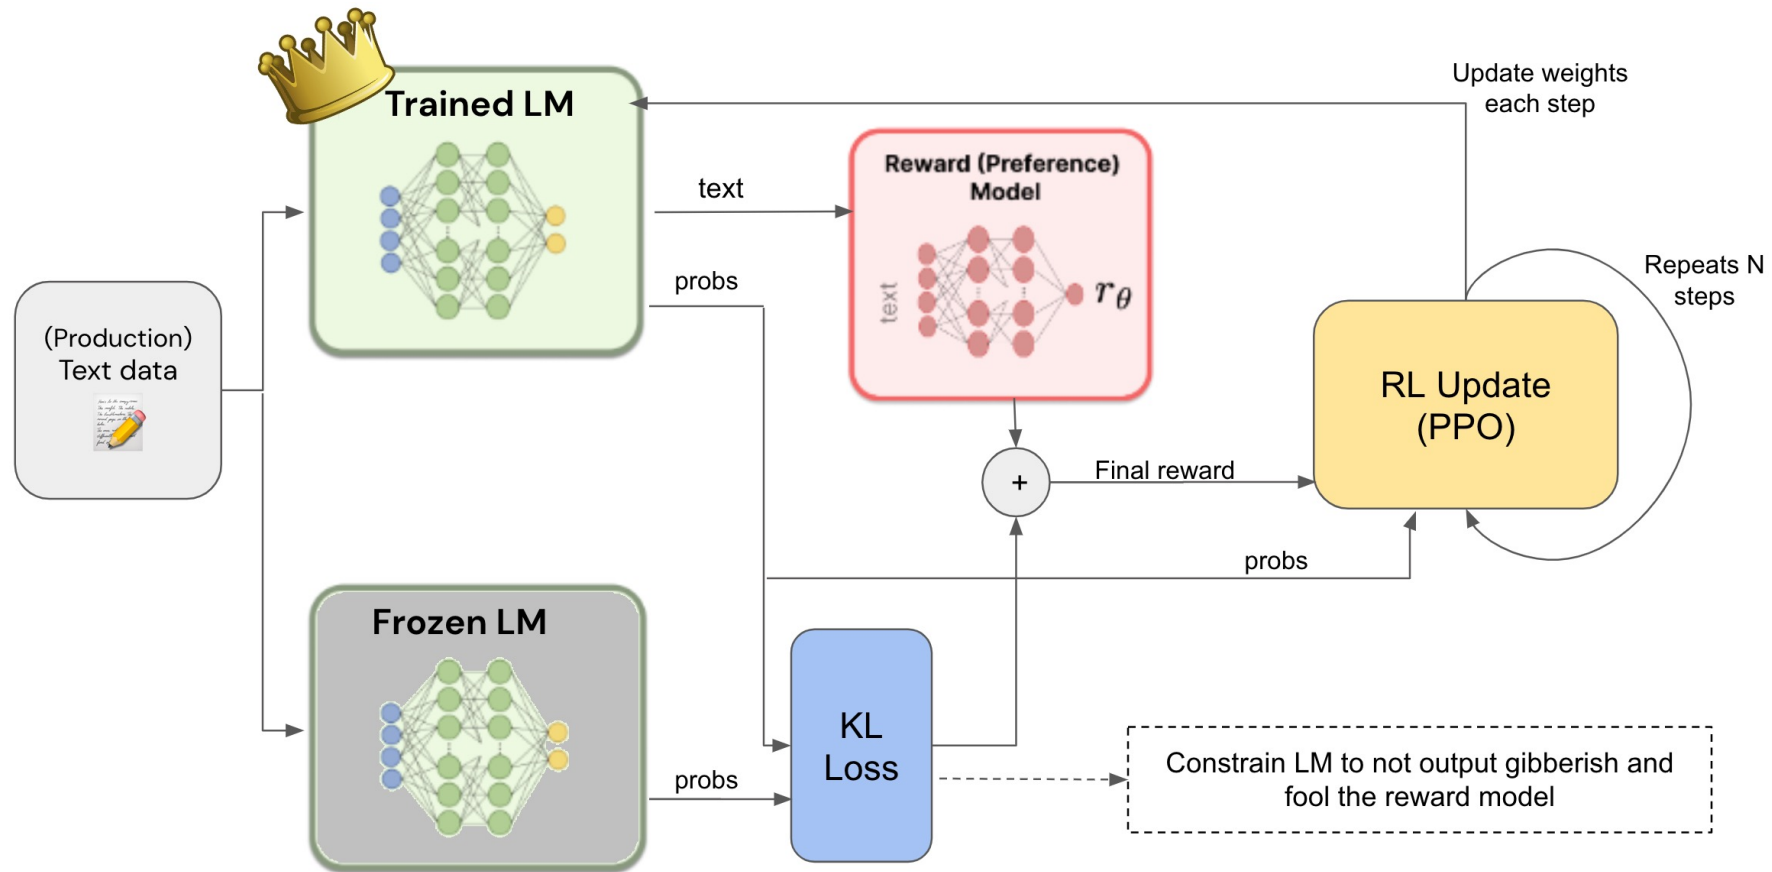 Trained LM
Update weights
each step
Reward (Preference)
Model
text
text
rθ
probs
Repeats N
steps
(Production)
Text data
RL Update
(PPO)
+
Final reward
probs
Frozen LM
KL
Loss
probs
Constrain LM to not output gibberish and
fool the reward model